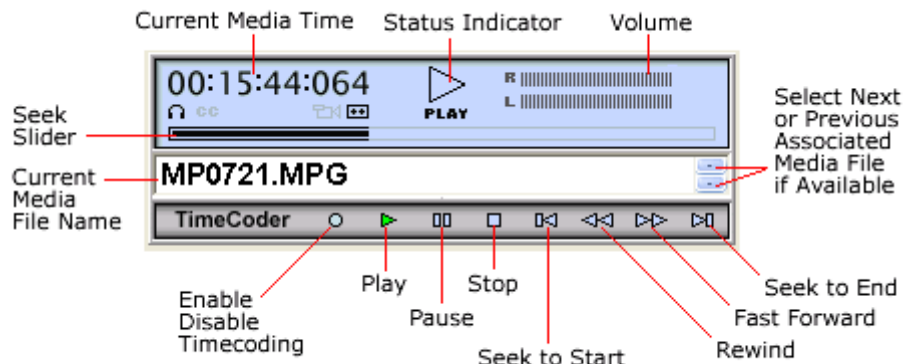 Current Media Time
Status Indicator
Volume
00:15:44:064
PLAY
R
L
CC
Seek
Slider
Select Next
or Previous
Associated
Media File
if Available
Current
Media
File Name
MP0721.MPG
TimeCoder
Enable
Disable
Timecoding
Play
Pause
Stop
Seek to Start
Rewind
Fast Forward
Seek to End